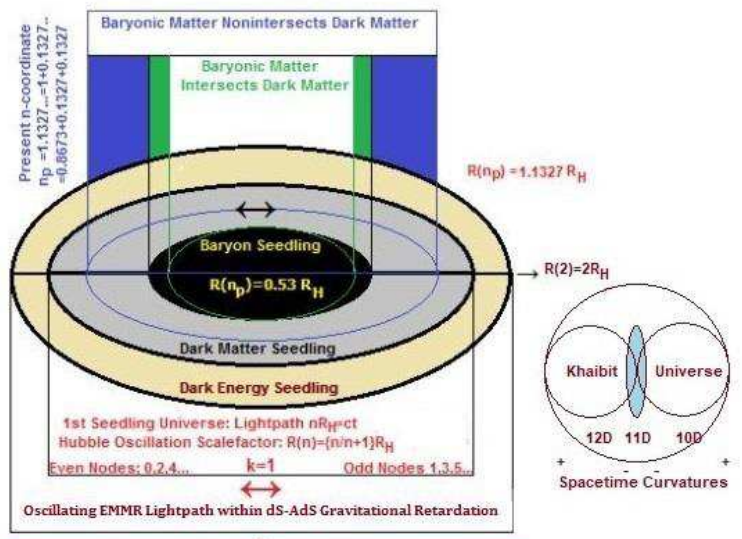 Baryonic Matter Nonintersects Dark Matter
Baryonic Matter
Intersects Dark Matter
Present n-coordinate
np =1.1327...=1+0.1327..
=0.8673+0.1327+0.1327
R(np) =1.1327 RH
Baryon Seedling
R(np)=0.53 RH
R(2)=2RH
Dark Matter Seedling
Dark Energy Seedling
1st Seedling Universe: Lightpath nRH=ct
Hubble Oscillation Scalefactor: R(n)={n/n+1}RH
Even Nodes: 0,2,4... k=1 Odd Nodes 1,3,5...
Oscillating EMMR Lightpath within dS-AdS Gravitational Retardation
Khaibit Universe
12D 11D 10D
+ - - +
Spacetime Curvatures